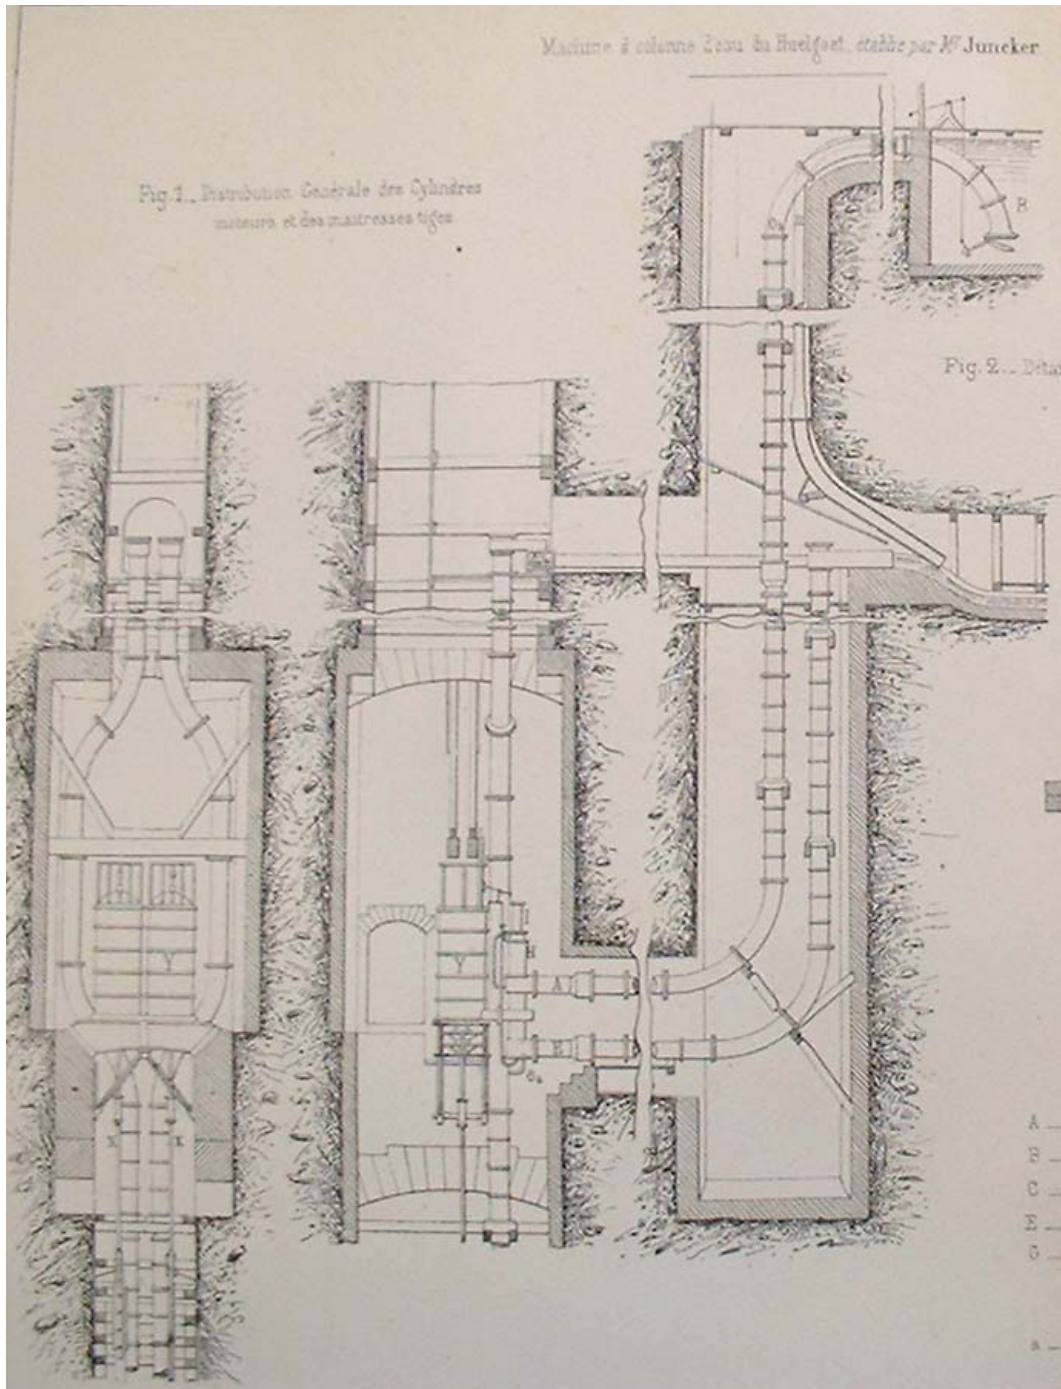 Machine à colonne d'eau du Huelgoat, établie par Mr Juncker
Fig. 1._ Distribution Générale des Cylindres
moteurs et des maitresses tiges
B
Fig. 2._ Détai
Y
Y
A
E
X
X
A _
B _
C _
E _
G _
a _